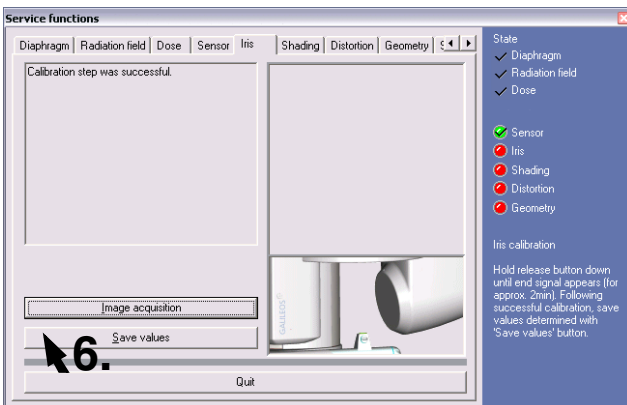 Service functions
Diaphragm Radiation field Dose Sensor Iris Shading Distortion Geometry
Calibration step was successful.
Image acquisition
Save values
6.
Quit
GALILEOS
State
Diaphragm
Radiation field
Dose
Sensor
Iris
Shading
Distortion
Geometry
Iris calibration
Hold release button down
until end signal appears (for
approx. 2min). Following
successful calibration, save
values determined with
'Save values' button.